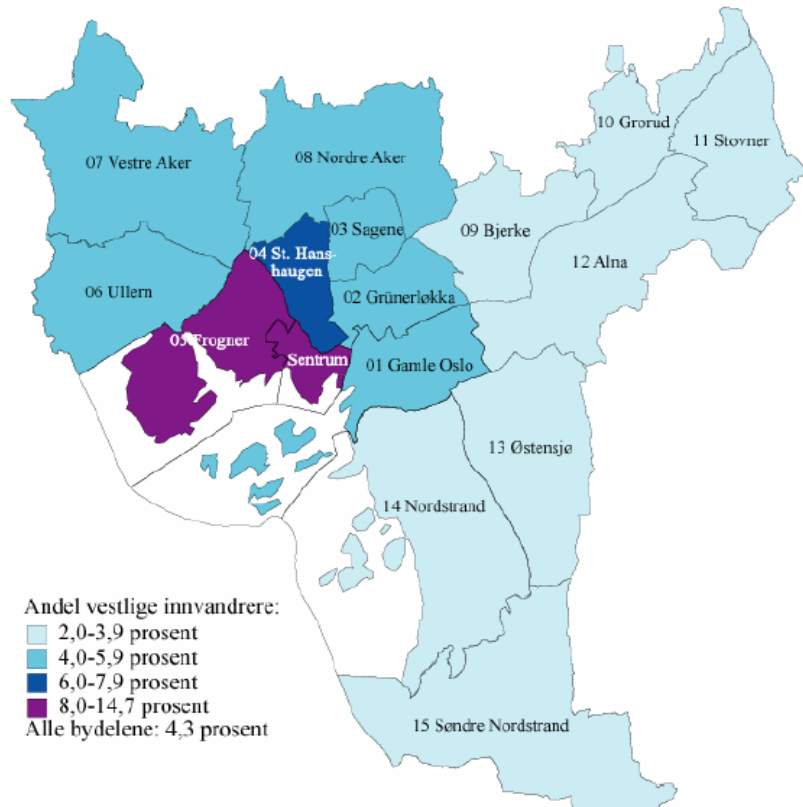 10 Grorud
11 Stovner
07 Vestre Aker
08 Nordre Aker
03 Sagene
09 Bjerke
04 St. Hans-
haugen
12 Alna
06 Ullern
02 Grünerløkka
05 Frogner
Sentrum
01 Gamle Oslo
13 Østensjø
14 Nordstrand
Andel vestlige innvandrere:
2,0-3,9 prosent
4,0-5,9 prosent
6,0-7,9 prosent
8,0-14,7 prosent
Alle bydelene: 4,3 prosent
15 Søndre Nordstrand